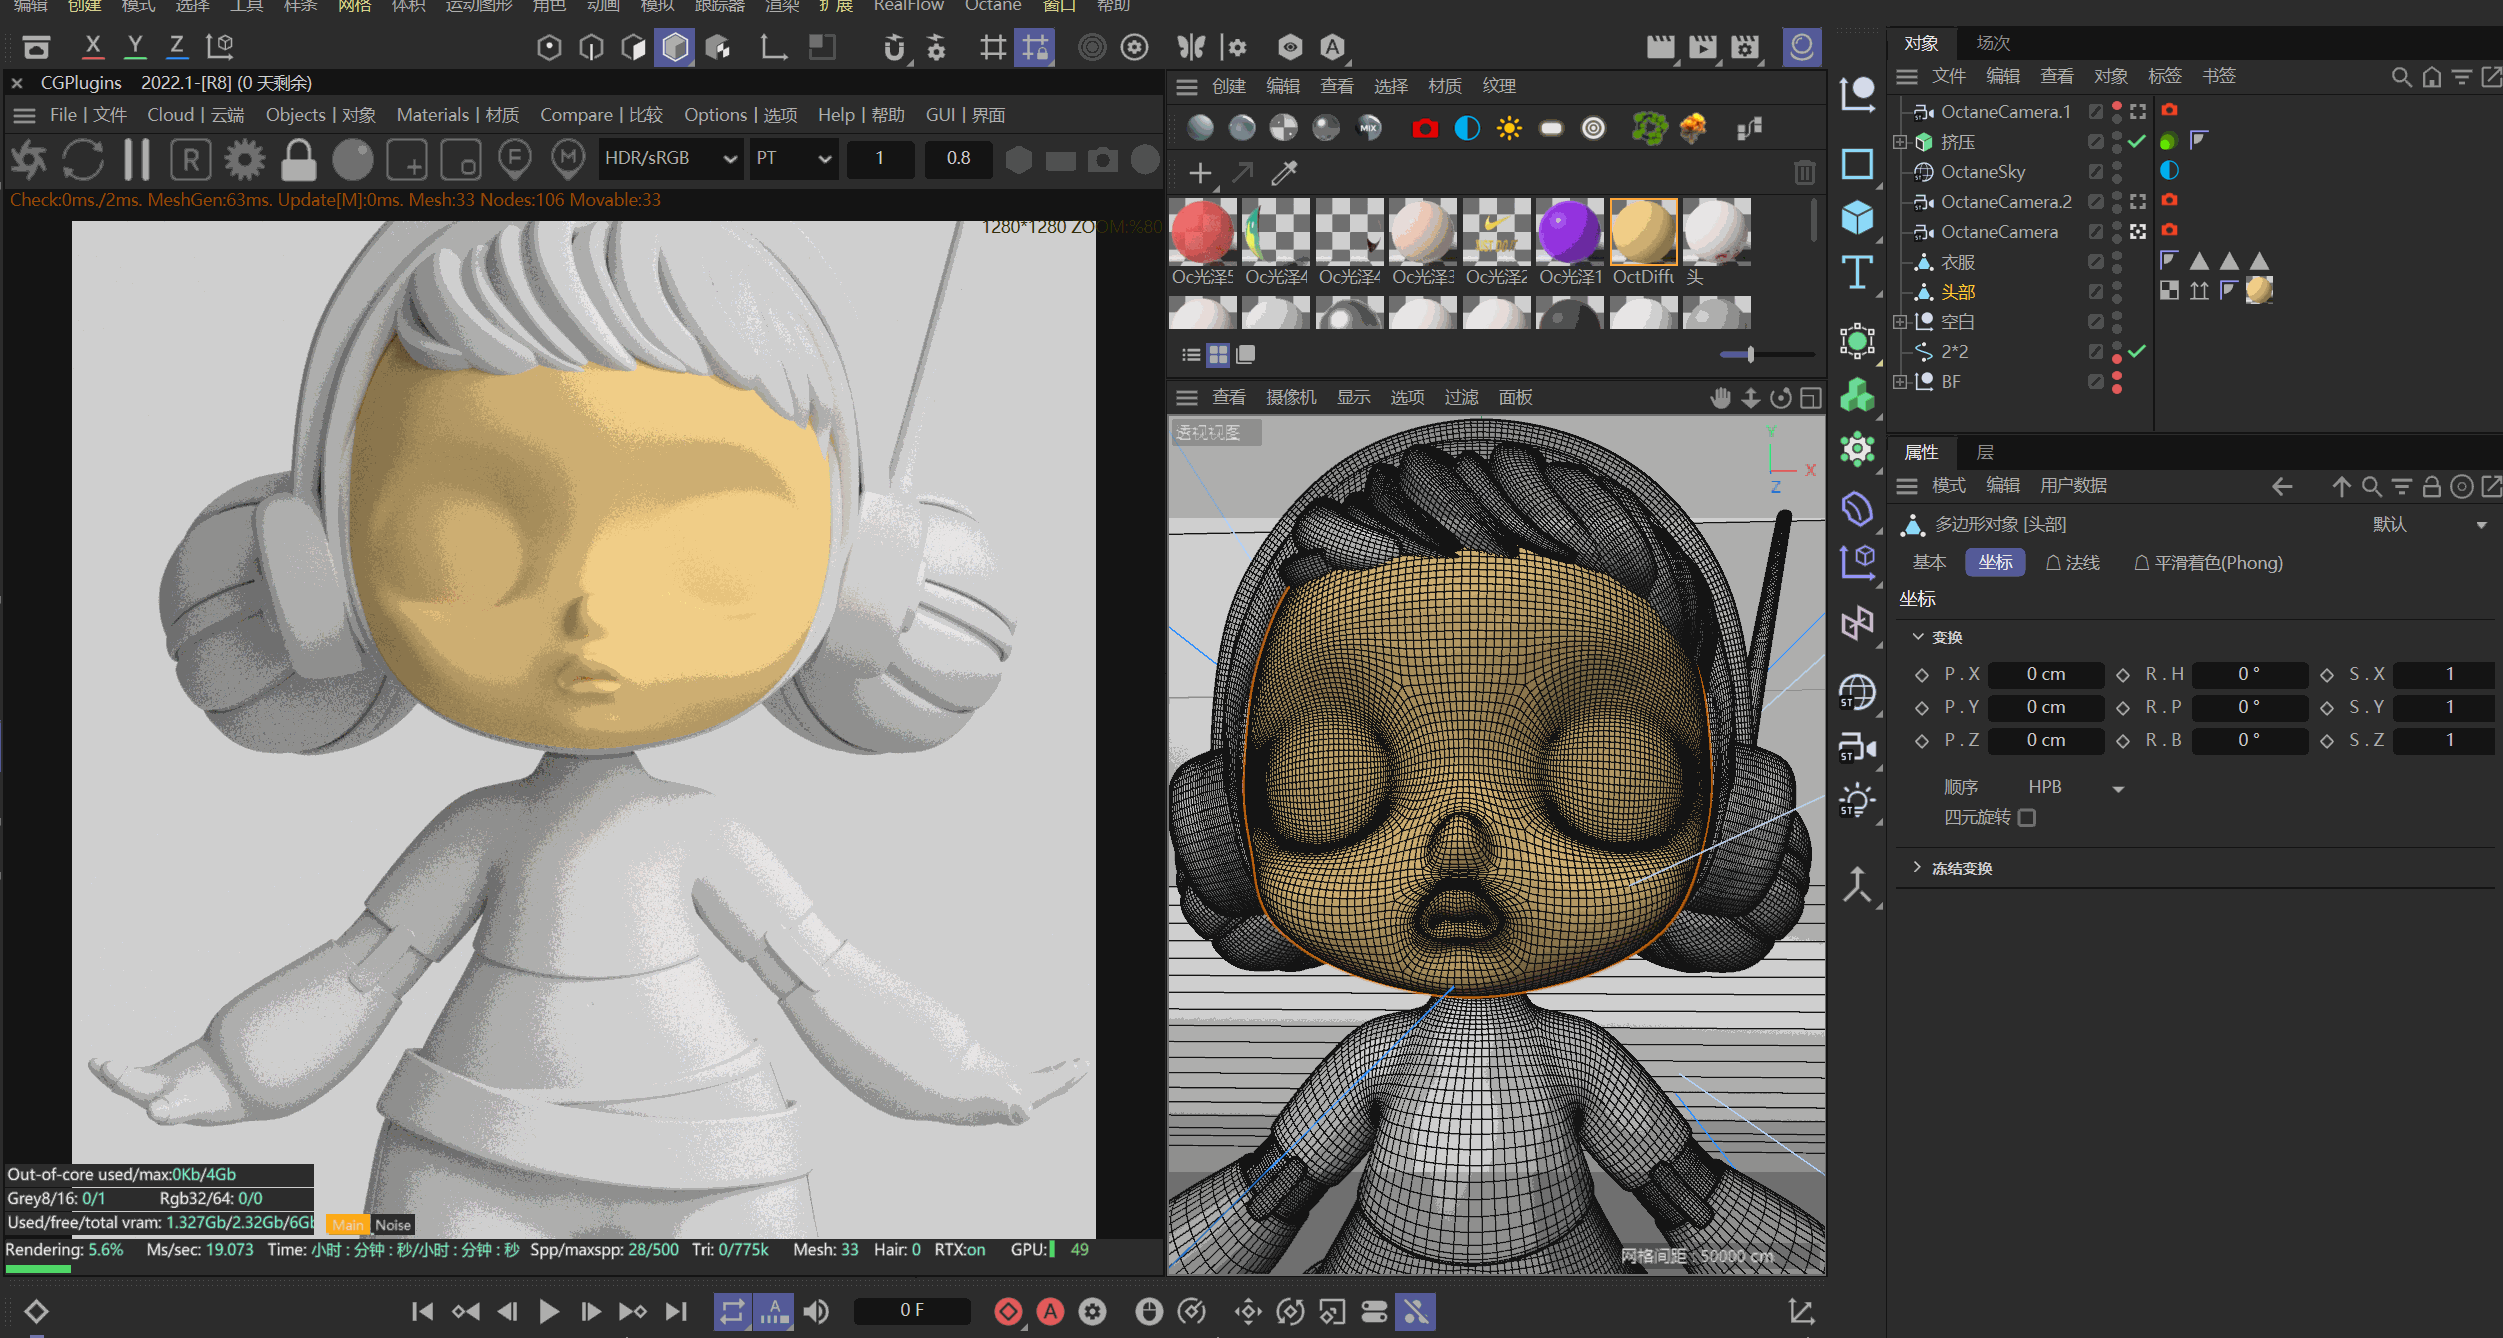 编辑 创建 模式 选择 工具 样条 网格 体积 运动图形 角色 动画 模拟 跟踪器 渲染 扩展 RealFlow Octane 窗口 帮助
X Y Z
CGPlugins 2022.1-[R8] (0 天剩余)
File | 文件 Cloud | 云端 Objects | 对象 Materials | 材质 Compare | 比较 Options | 选项 Help | 帮助 GUI | 界面
R F M HDR/sRGB PT 1 0.8
Check:0ms./2ms. MeshGen:63ms. Update[M]:0ms. Mesh:33 Nodes:106 Movable:33
1280*1280 ZOOM:%80
Out-of-core used/max:0Kb/4Gb
Grey8/16: 0/1 Rgb32/64: 0/0
Used/free/total vram: 1.327Gb/2.32Gb/6Gb
Main Noise
Rendering: 5.6% Ms/sec: 19.073 Time: 小时 : 分钟 : 秒/小时 : 分钟 : 秒 Spp/maxspp: 28/500 Tri: 0/775k Mesh: 33 Hair: 0 RTX:on GPU: 49
创建 编辑 查看 选择 材质 纹理
MIX
Oc光泽5 Oc光泽4 Oc光泽4 Oc光泽3 Oc光泽2 Oc光泽1 OctDiffu 头
查看 摄像机 显示 选项 过滤 面板
透视视图
Y
X
Z
网格间距 : 50000 cm
T
ST
ST
ST
对象 场次
文件 编辑 查看 对象 标签 书签
OctaneCamera.1
挤压
OctaneSky
OctaneCamera.2
OctaneCamera
衣服
头部
空白
2*2
BF
属性 层
模式 编辑 用户数据
多边形对象 [头部] 默认
基本 坐标 法线 平滑着色(Phong)
坐标
变换
P . X 0 cm R . H 0 ° S . X 1
P . Y 0 cm R . P 0 ° S . Y 1
P . Z 0 cm R . B 0 ° S . Z 1
顺序 HPB
四元旋转
冻结变换
0 F A